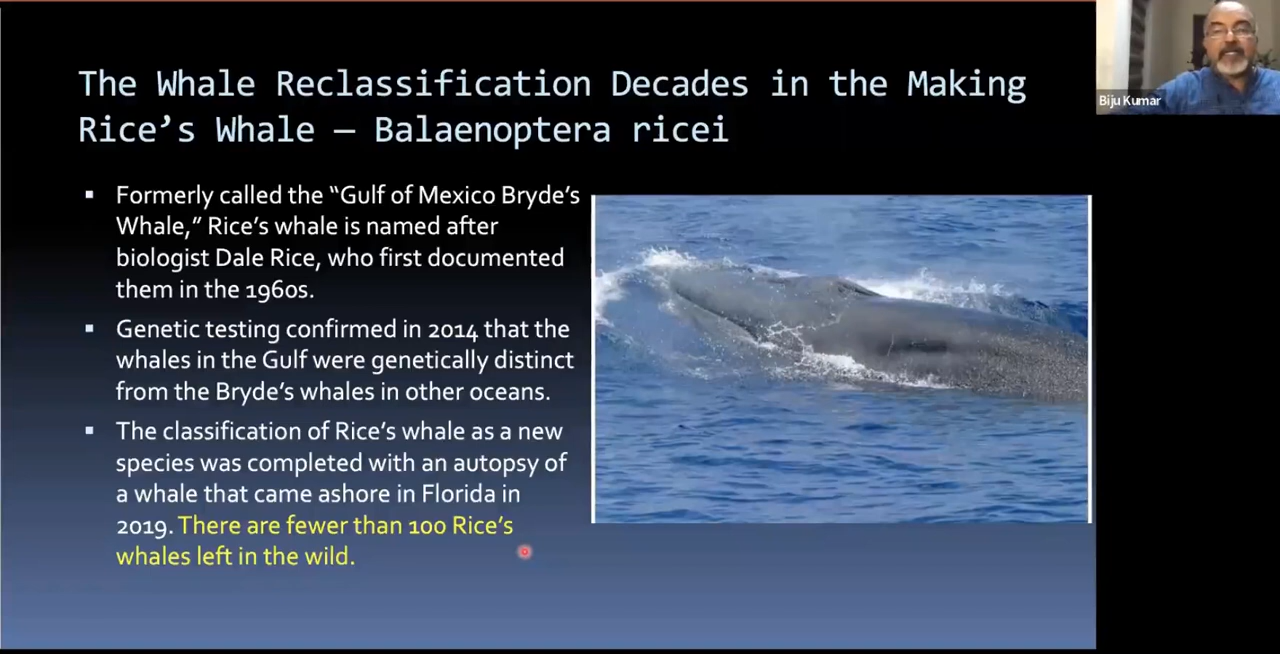 The Whale Reclassification Decades in the Making
Rice’s Whale — Balaenoptera ricei
▪ Formerly called the “Gulf of Mexico Bryde’s
Whale,” Rice’s whale is named after
biologist Dale Rice, who first documented
them in the 1960s.
▪ Genetic testing confirmed in 2014 that the
whales in the Gulf were genetically distinct
from the Bryde’s whales in other oceans.
▪ The classification of Rice’s whale as a new
species was completed with an autopsy of
a whale that came ashore in Florida in
2019. There are fewer than 100 Rice’s
whales left in the wild.
Biju Kumar